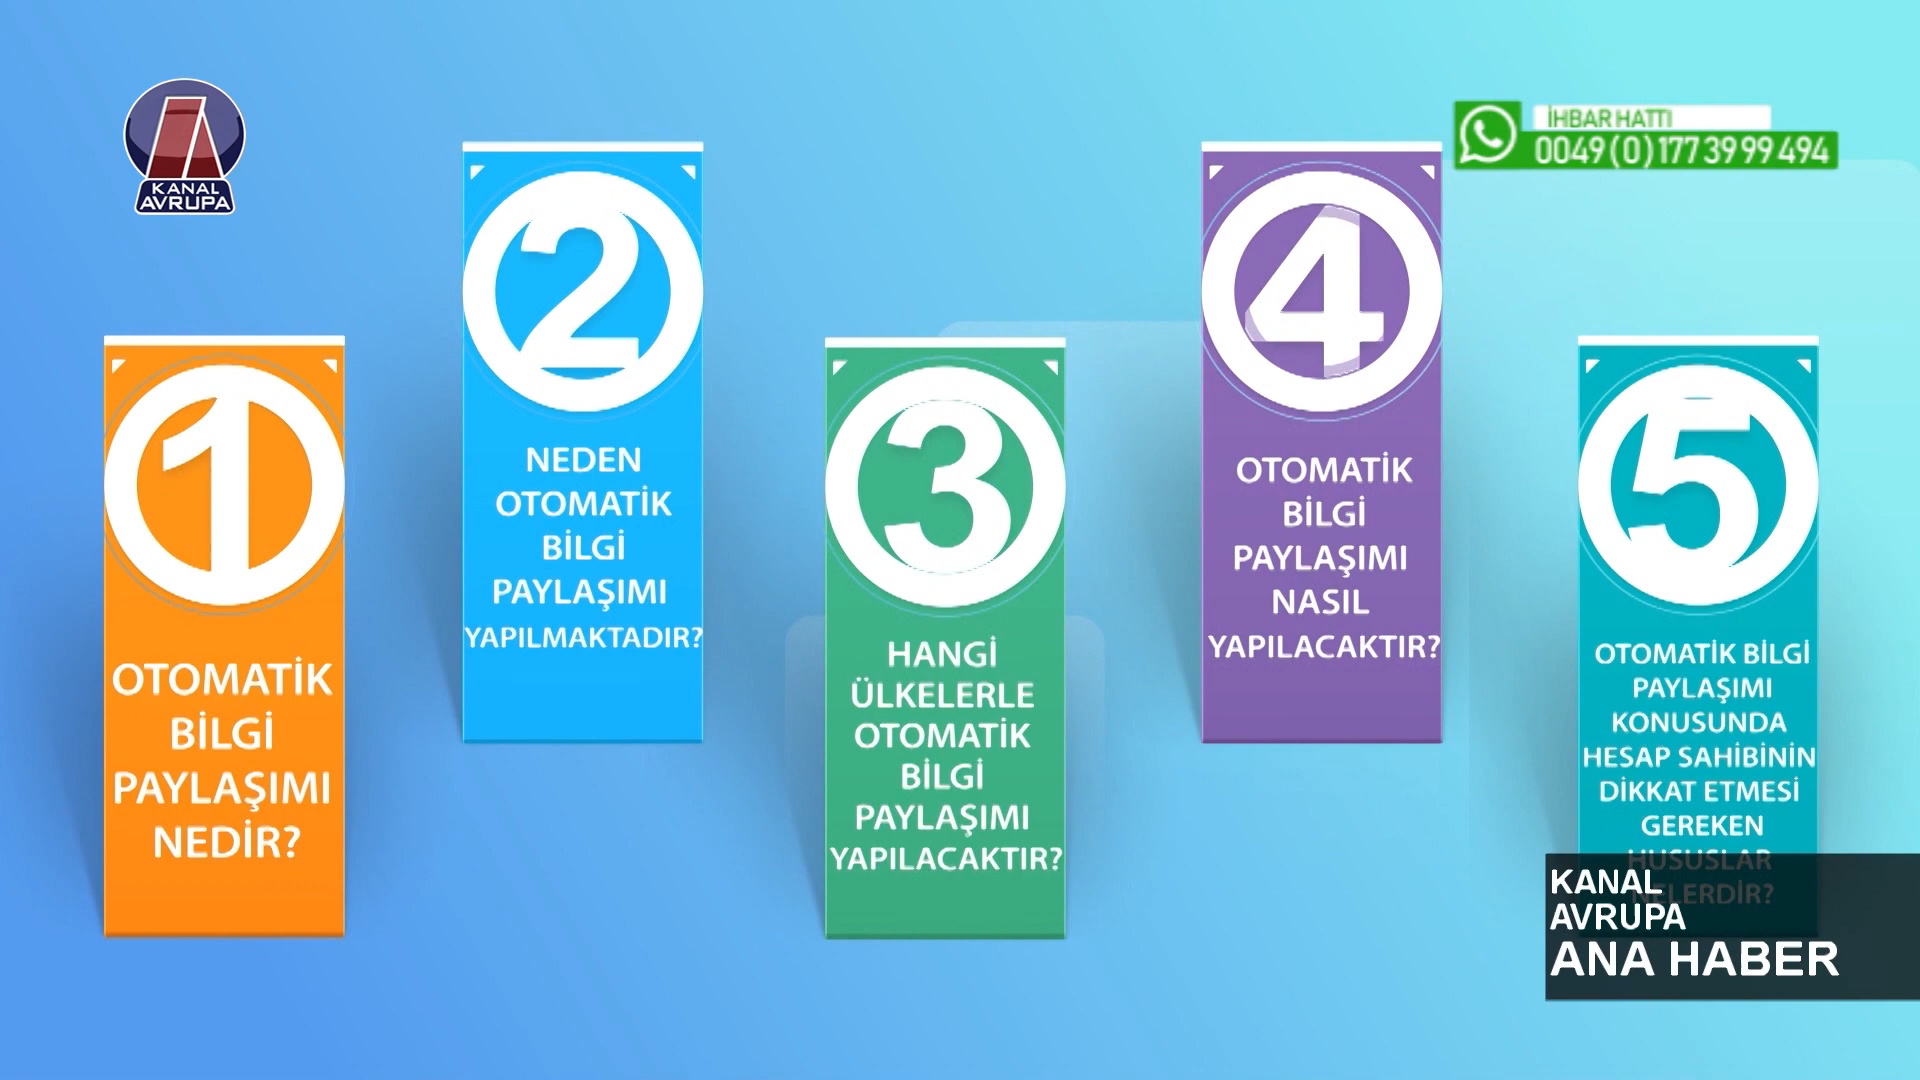 KANAL
AVRUPA
İHBAR HATTI
0049 (0) 177 39 99 494
1
OTOMATİK
BİLGİ
PAYLAŞIMI
NEDİR?
2
NEDEN
OTOMATİK
BİLGİ
PAYLAŞIMI
YAPILMAKTADIR?
3
HANGİ
ÜLKELERLE
OTOMATİK
BİLGİ
PAYLAŞIMI
YAPILACAKTIR?
4
OTOMATİK
BİLGİ
PAYLAŞIMI
NASIL
YAPILACAKTIR?
5
OTOMATİK BİLGİ
PAYLAŞIMI
KONUSUNDA
HESAP SAHİBİNİN
DİKKAT ETMESİ
GEREKEN
HUSUSLAR
NELERDİR?
KANAL
AVRUPA
ANA HABER